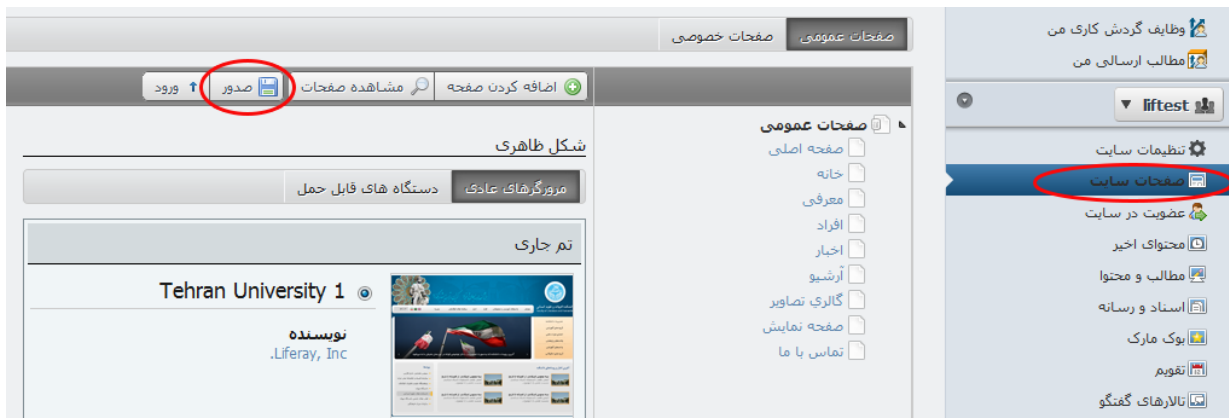 وظایف گردش کاری من
مطالب ارسالی من
liftest
تنظیمات سایت
صفحات سایت
عضویت در سایت
محتوای اخیر
مطالب و محتوا
اسناد و رسانه
بوک مارک
تقویم
تالارهای گفتگو
صفحات عمومی صفحات خصوصی
اضافه کردن صفحه مشاهده صفحات صدور ورود
صفحات عمومی
صفحه اصلی
خانه
معرفی
افراد
اخبار
آرشیو
گالري تصاویر
صفحه نمایش
تماس با ما
شکل ظاهری
مرورگرهای عادی دستگاه های قابل حمل
تم جاری
Tehran University 1
نویسنده
Liferay, Inc.